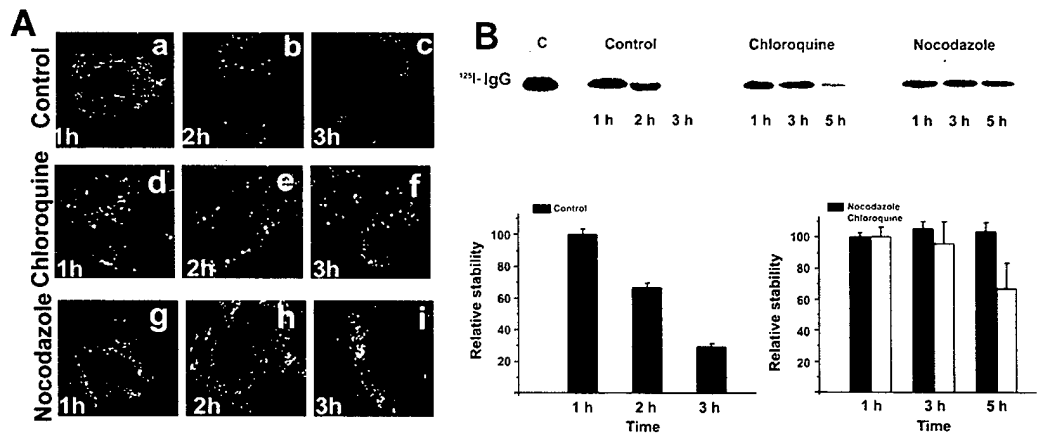 A
Control
a
1h
b
2h
c
3h
Chloroquine
d
1h
e
2h
f
3h
Nocodazole
g
1h
h
2h
i
3h
B
C
Control
Chloroquine
Nocodazole
125I-IgG
1 h 2 h 3 h
1 h 3 h 5 h
1 h 3 h 5 h
Control
Relative stability
100
80
60
40
20
1 h 2 h 3 h
Time
Nocodazole
Chloroquine
Relative stability
100
80
60
40
20
1 h 3 h 5 h
Time